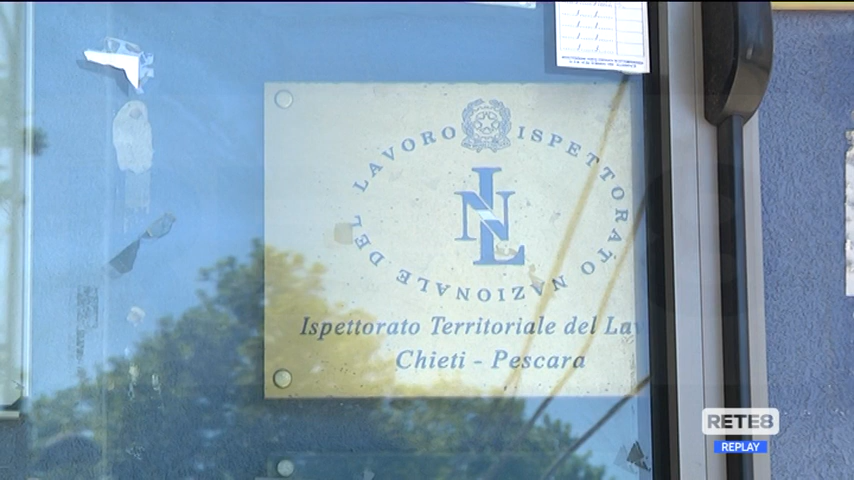 ISPETTORATO NAZIONALE DEL LAVORO
INL
Ispettorato Territoriale del Lav
Chieti - Pescara
RETE8
REPLAY